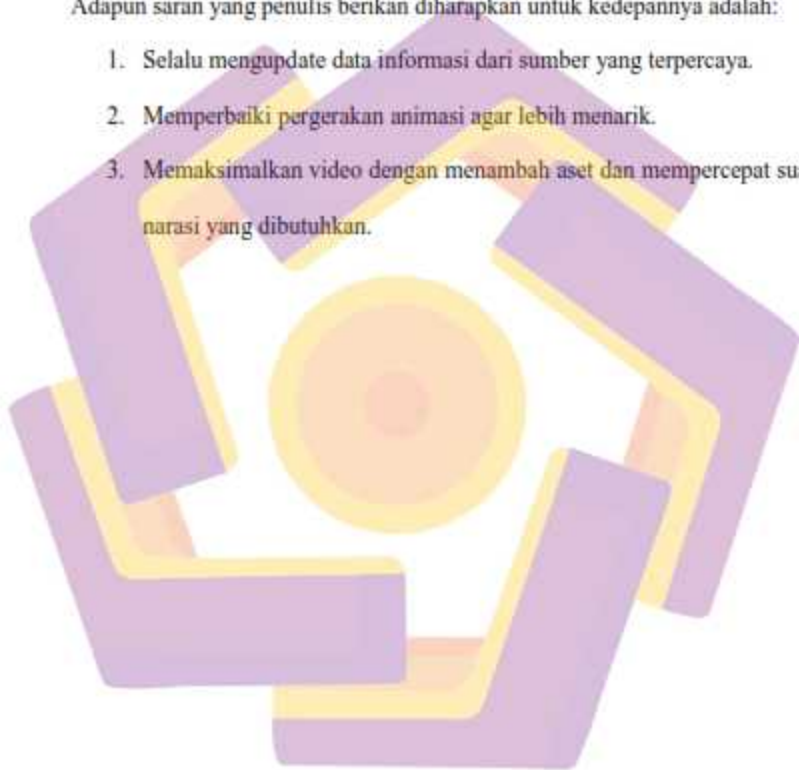 Adapun saran yang penulis berikan diharapkan untuk kedepannya adalah:
1. Selalu mengupdate data informasi dari sumber yang terpercaya.
2. Memperbaiki pergerakan animasi agar lebih menarik.
3. Memaksimalkan video dengan menambah aset dan mempercepat su
narasi yang dibutuhkan.